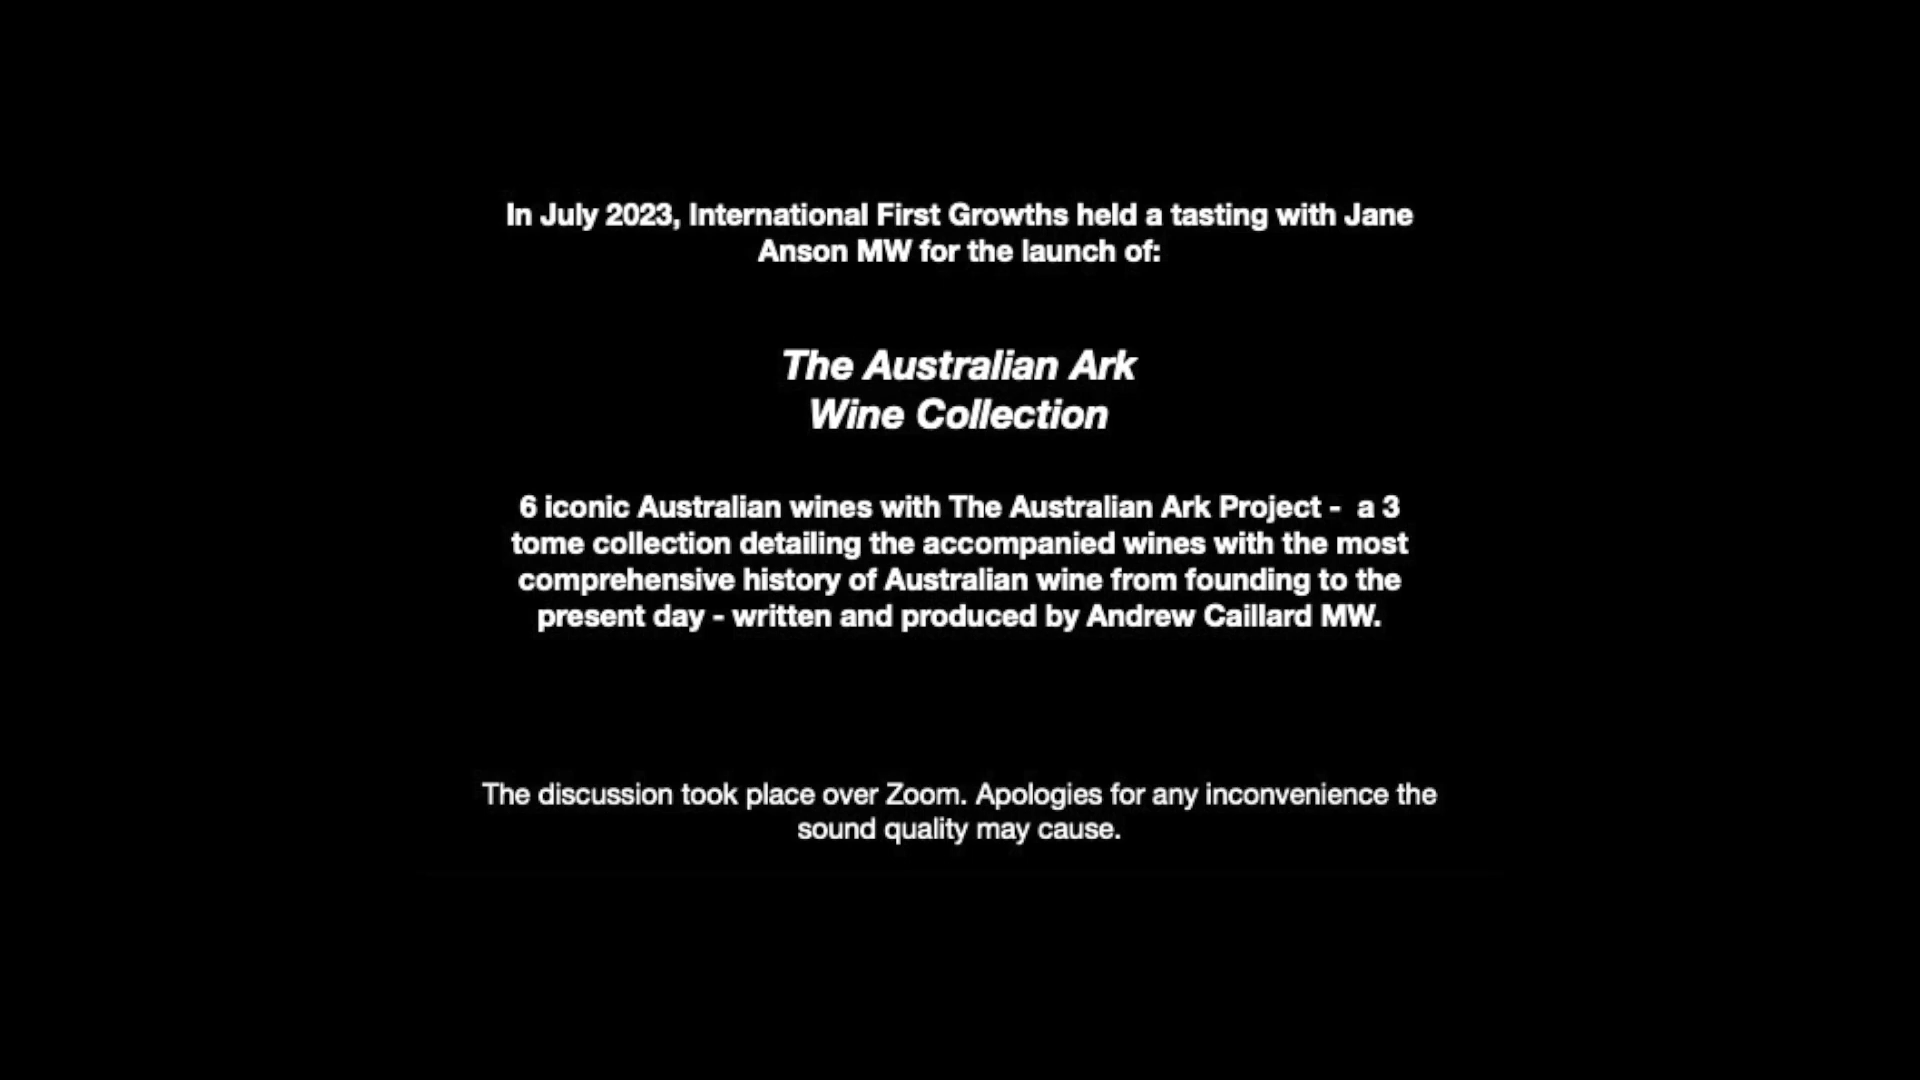 In July 2023, International First Growths held a tasting with Jane
Anson MW for the launch of:
The Australian Ark
Wine Collection
6 iconic Australian wines with The Australian Ark Project -  a 3
tome collection detailing the accompanied wines with the most
comprehensive history of Australian wine from founding to the
present day - written and produced by Andrew Caillard MW.
The discussion took place over Zoom. Apologies for any inconvenience the
sound quality may cause.